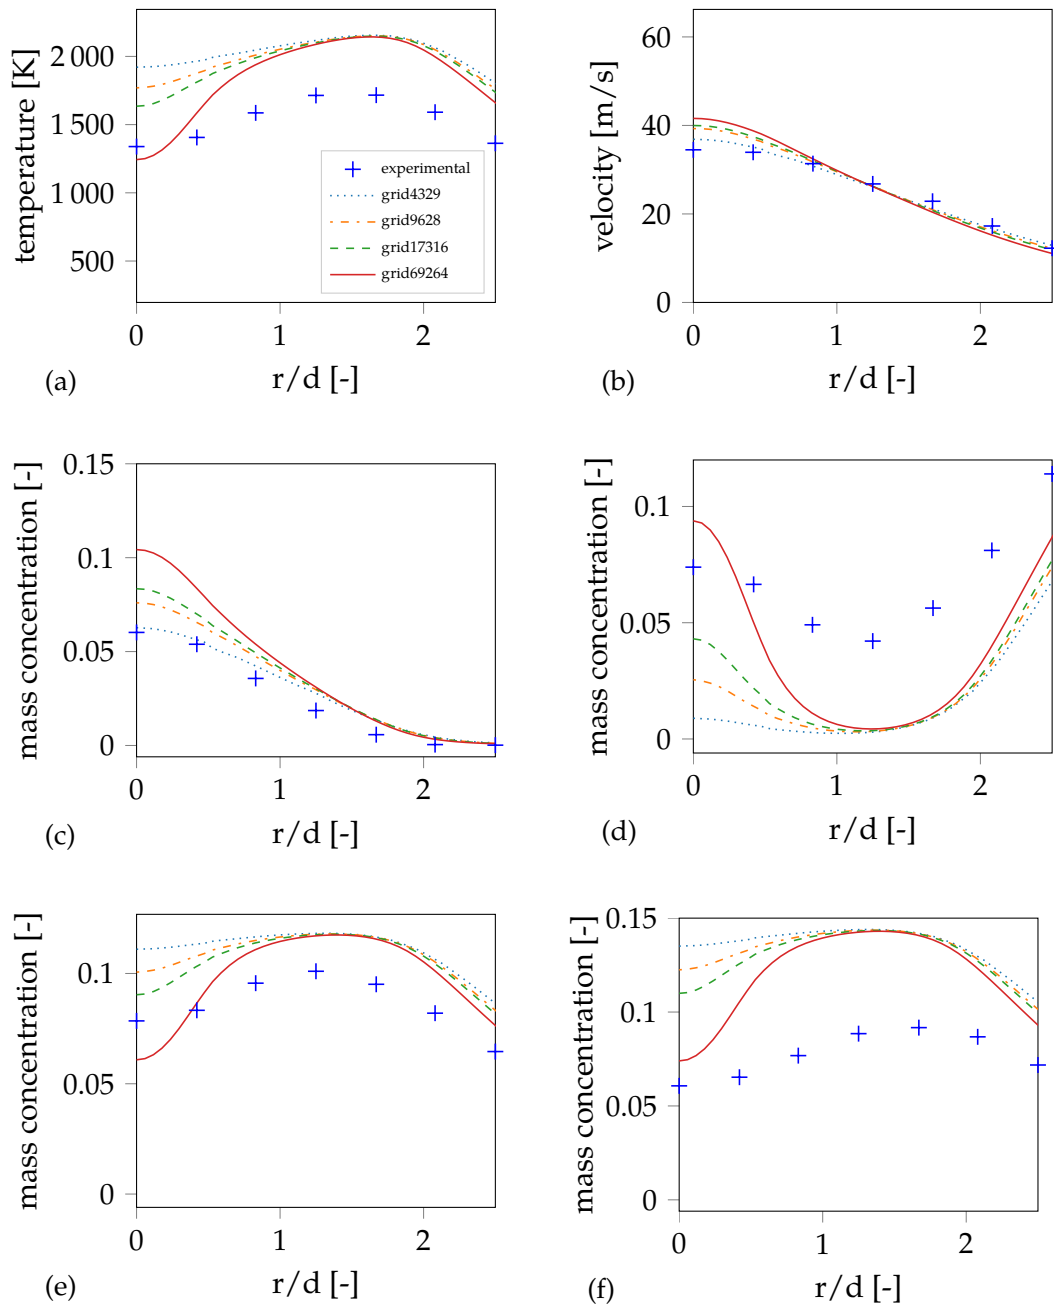 temperature [K]
2 000
1500
1 000
500
0
1
2
r/d [-]
(a)
experimental
grid4329
grid9628
grid17316
grid69264
velocity [m/s]
60
40
20
0
0
1
2
r/d [-]
(b)
mass concentration [-]
0.15
0.1
0.05
0
0
1
2
r/d [-]
(c)
mass concentration [-]
0.1
0.05
0
0
1
2
r/d [-]
(d)
mass concentration [-]
0.1
0.05
0
0
1
2
r/d [-]
(e)
mass concentration [-]
0.15
0.1
0.05
0
0
1
2
r/d [-]
(f)